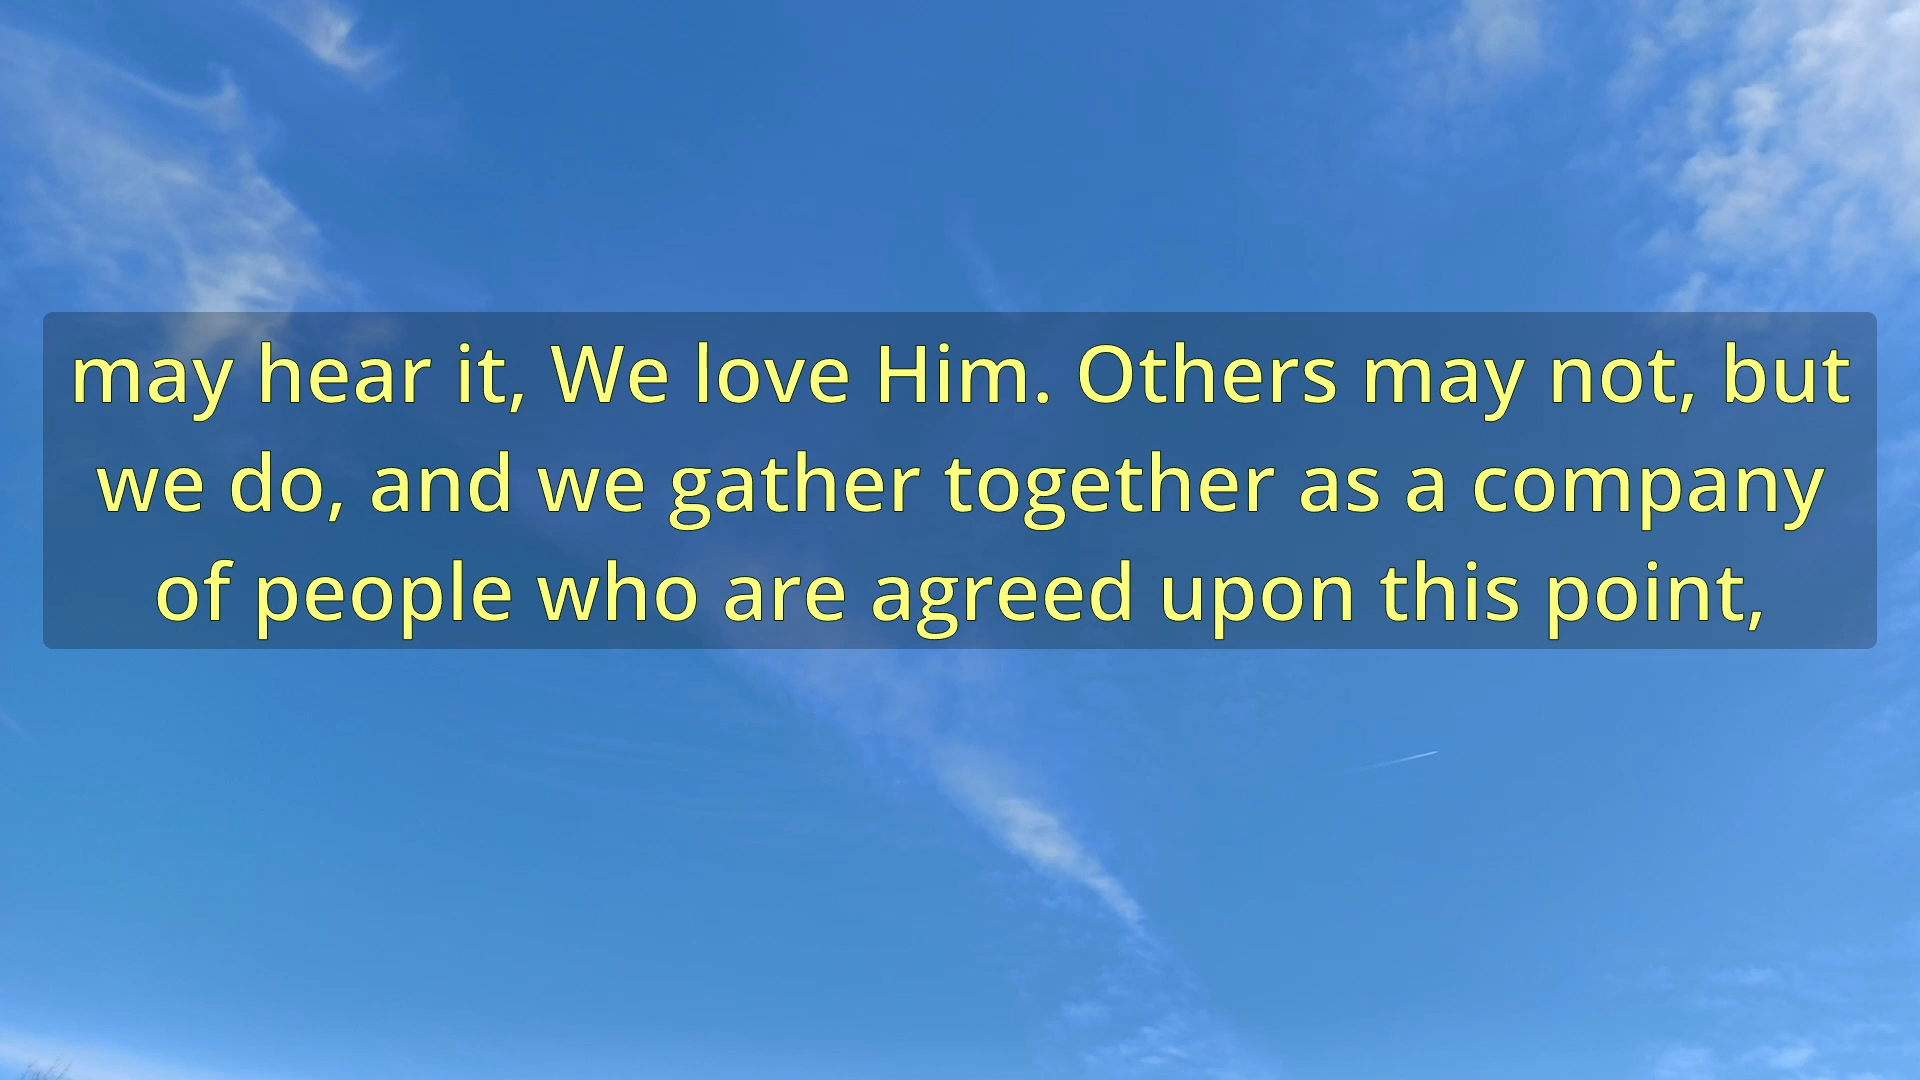 may hear it, We love Him. Others may not, but
we do, and we gather together as a company
of people who are agreed upon this point,